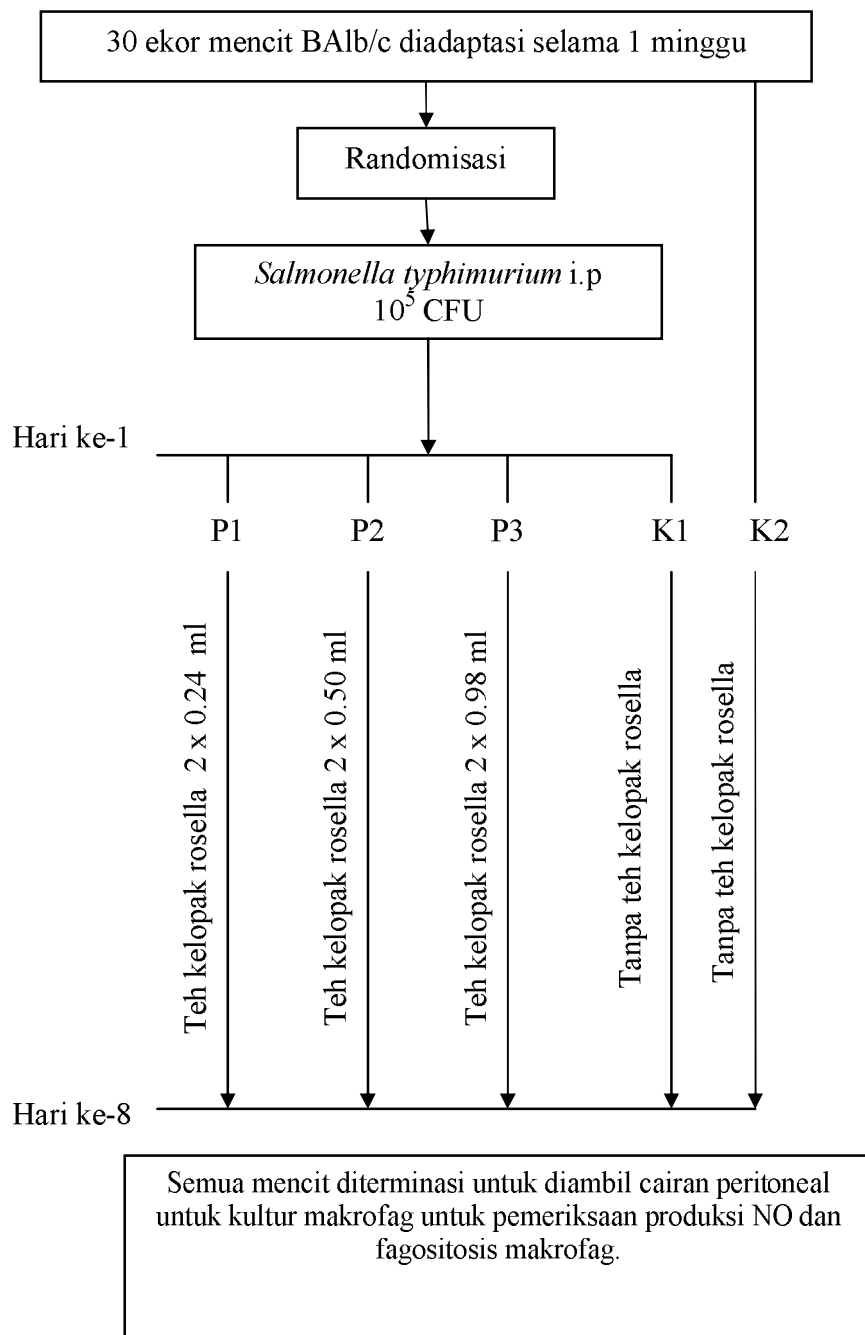 30 ekor mencit BAlb/c diadaptasi selama 1 minggu
Randomisasi
Salmonella typhimurium i.p
10⁵ CFU
Hari ke-1
P1
P2
P3
K1
K2
Teh kelopak rosella 2 x 0.24 ml
Teh kelopak rosella 2 x 0.50 ml
Teh kelopak rosella 2 x 0.98 ml
Tanpa teh kelopak rosella
Tanpa teh kelopak rosella
Hari ke-8
Semua mencit diterminasi untuk diambil cairan peritoneal
untuk kultur makrofag untuk pemeriksaan produksi NO dan
fagositosis makrofag.